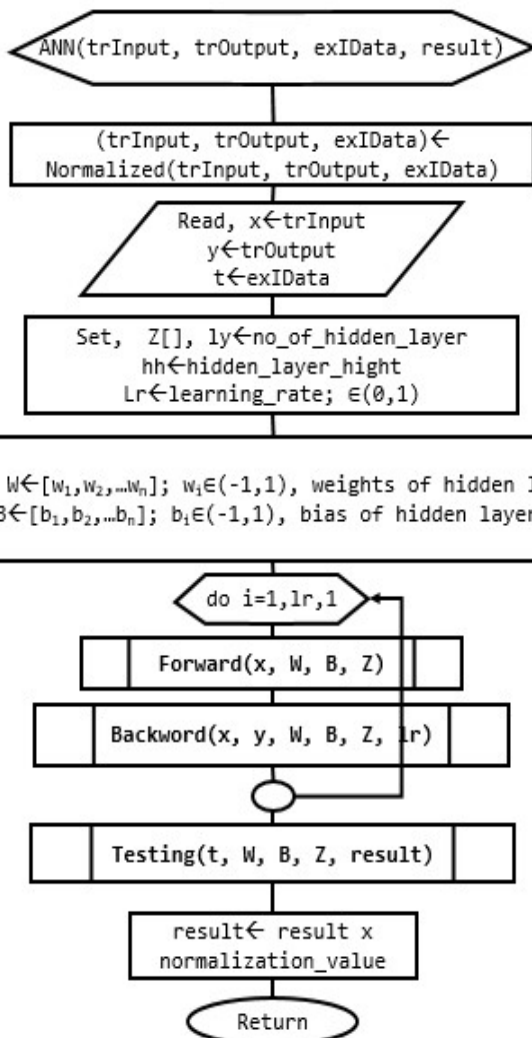 ANN(trInput, trOutput, exIData, result)
(trInput, trOutput, exIData)←
Normalized(trInput, trOutput, exIData)
Read, x←trInput
y←trOutput
t←exIData
Set, Z[], ly←no_of_hidden_layer
hh←hidden_layer_hight
Lr←learning_rate; ∈(0,1)
W←[w₁,w₂,…wₙ]; wᵢ∈(-1,1), weights of hidden
←[b₁,b₂,…bₙ]; bᵢ∈(-1,1), bias of hidden layer
do i=1,lr,1
Forward(x, W, B, Z)
Backword(x, y, W, B, Z, lr)
Testing(t, W, B, Z, result)
result← result x
normalization_value
Return